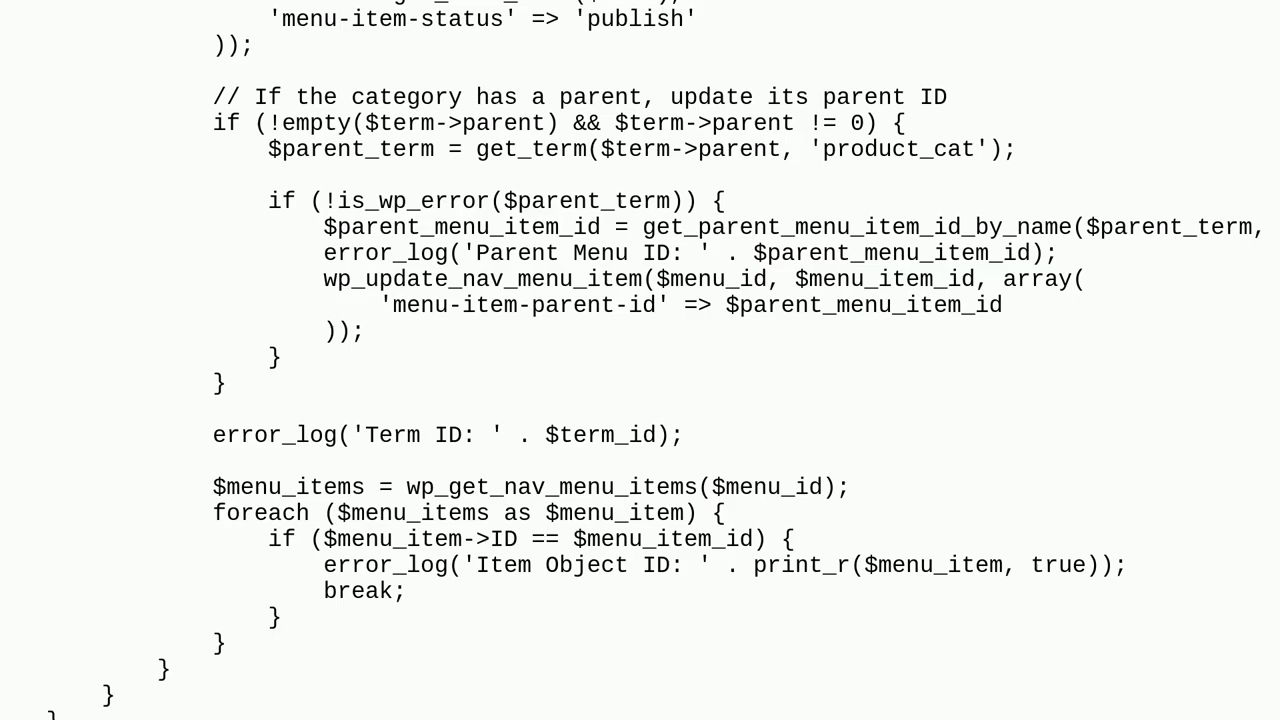 'menu-item-status' => 'publish'
));
// If the category has a parent, update its parent ID
if (!empty($term->parent) && $term->parent != 0) {
$parent_term = get_term($term->parent, 'product_cat');
if (!is_wp_error($parent_term)) {
$parent_menu_item_id = get_parent_menu_item_id_by_name($parent_term,
error_log('Parent Menu ID: ' . $parent_menu_item_id);
wp_update_nav_menu_item($menu_id, $menu_item_id, array(
'menu-item-parent-id' => $parent_menu_item_id
));
}
}
error_log('Term ID: ' . $term_id);
$menu_items = wp_get_nav_menu_items($menu_id);
foreach ($menu_items as $menu_item) {
if ($menu_item->ID == $menu_item_id) {
error_log('Item Object ID: ' . print_r($menu_item, true));
break;
}
}
}
}
}